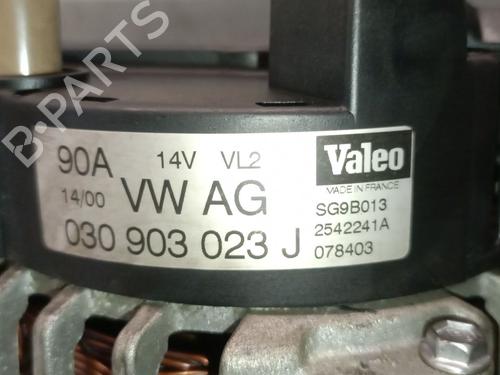 90A 14V VL2
14/00 VW AG
030 903 023 J
Valeo
MADE IN FRANCE
SG9B013
2542241A
078403
B-PARTS